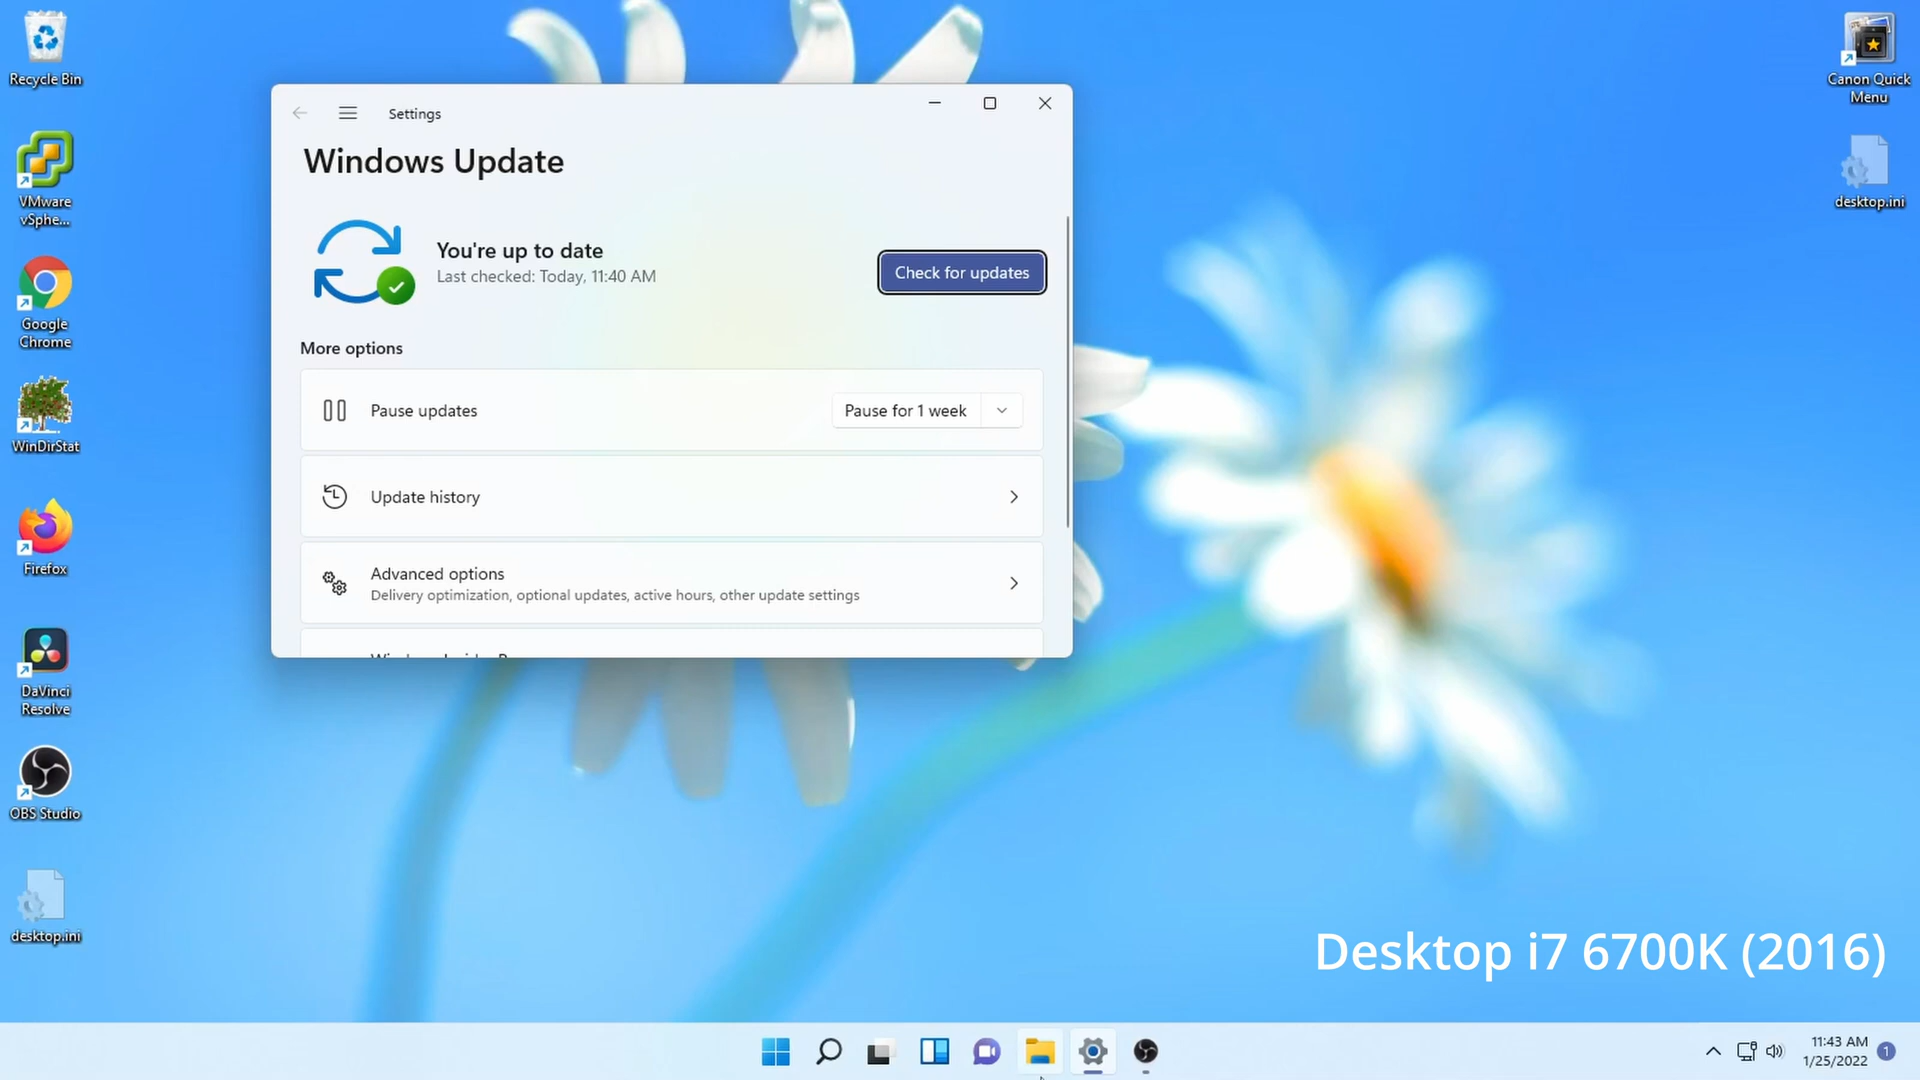 Recycle Bin
VMware
vSphe...
Google
Chrome
WinDirStat
Firefox
DaVinci
Resolve
OBS Studio
desktop.ini
Settings
Windows Update
You're up to date
Last checked: Today, 11:40 AM
Check for updates
More options
Pause updates
Pause for 1 week
Update history
Advanced options
Delivery optimization, optional updates, active hours, other update settings
Canon Quick
Menu
desktop.ini
Desktop i7 6700K (2016)
11:43 AM
1/25/2022
1